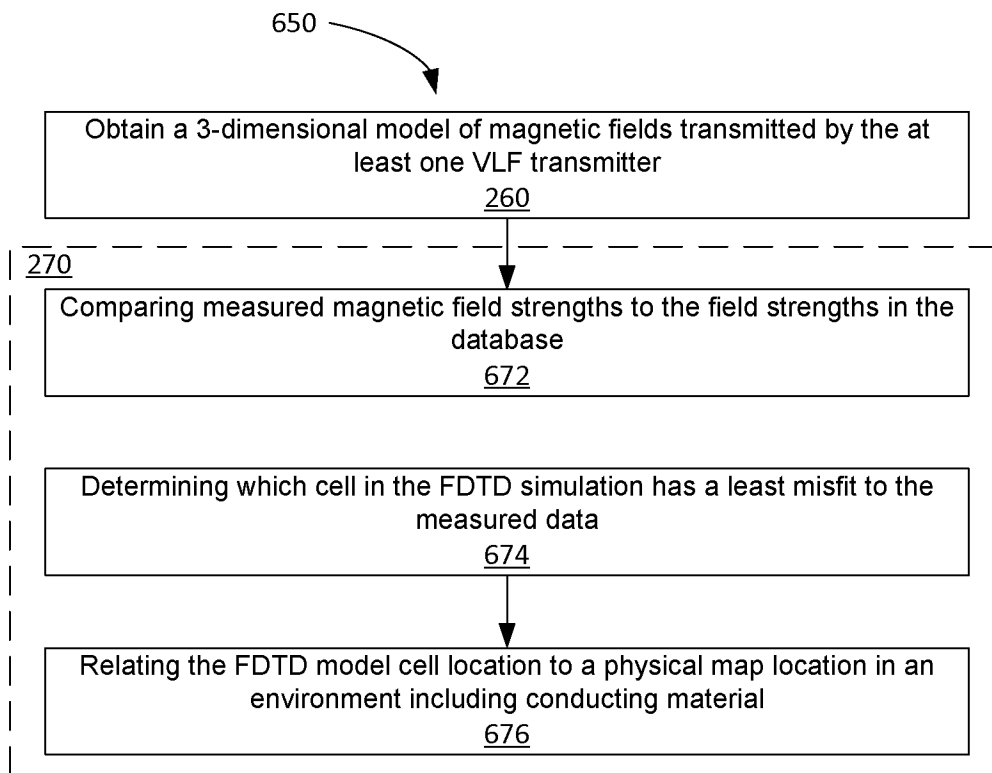 650
Obtain a 3-dimensional model of magnetic fields transmitted by the at
least one VLF transmitter
260
270
Comparing measured magnetic field strengths to the field strengths in the
database
672
Determining which cell in the FDTD simulation has a least misfit to the
measured data
674
Relating the FDTD model cell location to a physical map location in an
environment including conducting material
676